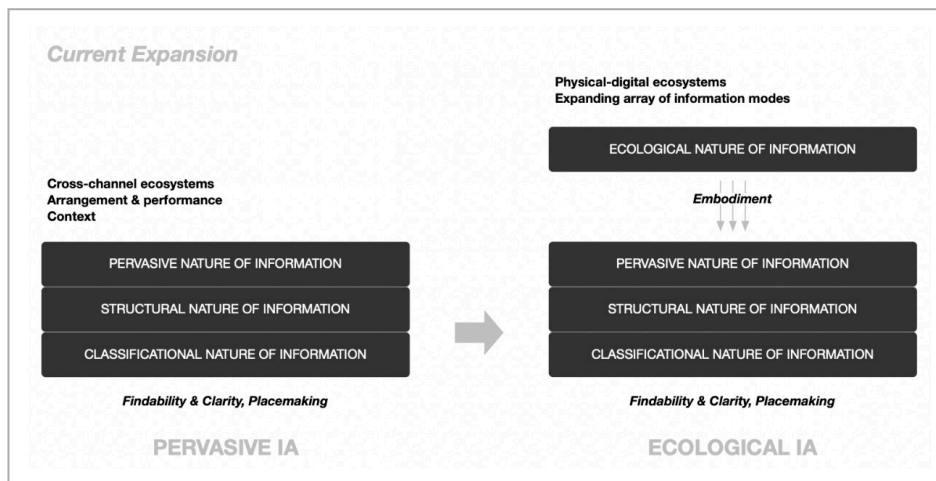 Current Expansion
Cross-channel ecosystems
Arrangement & performance
Context
PERVASIVE NATURE OF INFORMATION
STRUCTURAL NATURE OF INFORMATION
CLASSIFICATIONAL NATURE OF INFORMATION
Findability & Clarity, Placemaking
PERVASIVE IA
Physical-digital ecosystems
Expanding array of information modes
ECOLOGICAL NATURE OF INFORMATION
Embodiment
PERVASIVE NATURE OF INFORMATION
STRUCTURAL NATURE OF INFORMATION
CLASSIFICATIONAL NATURE OF INFORMATION
Findability & Clarity, Placemaking
ECOLOGICAL IA